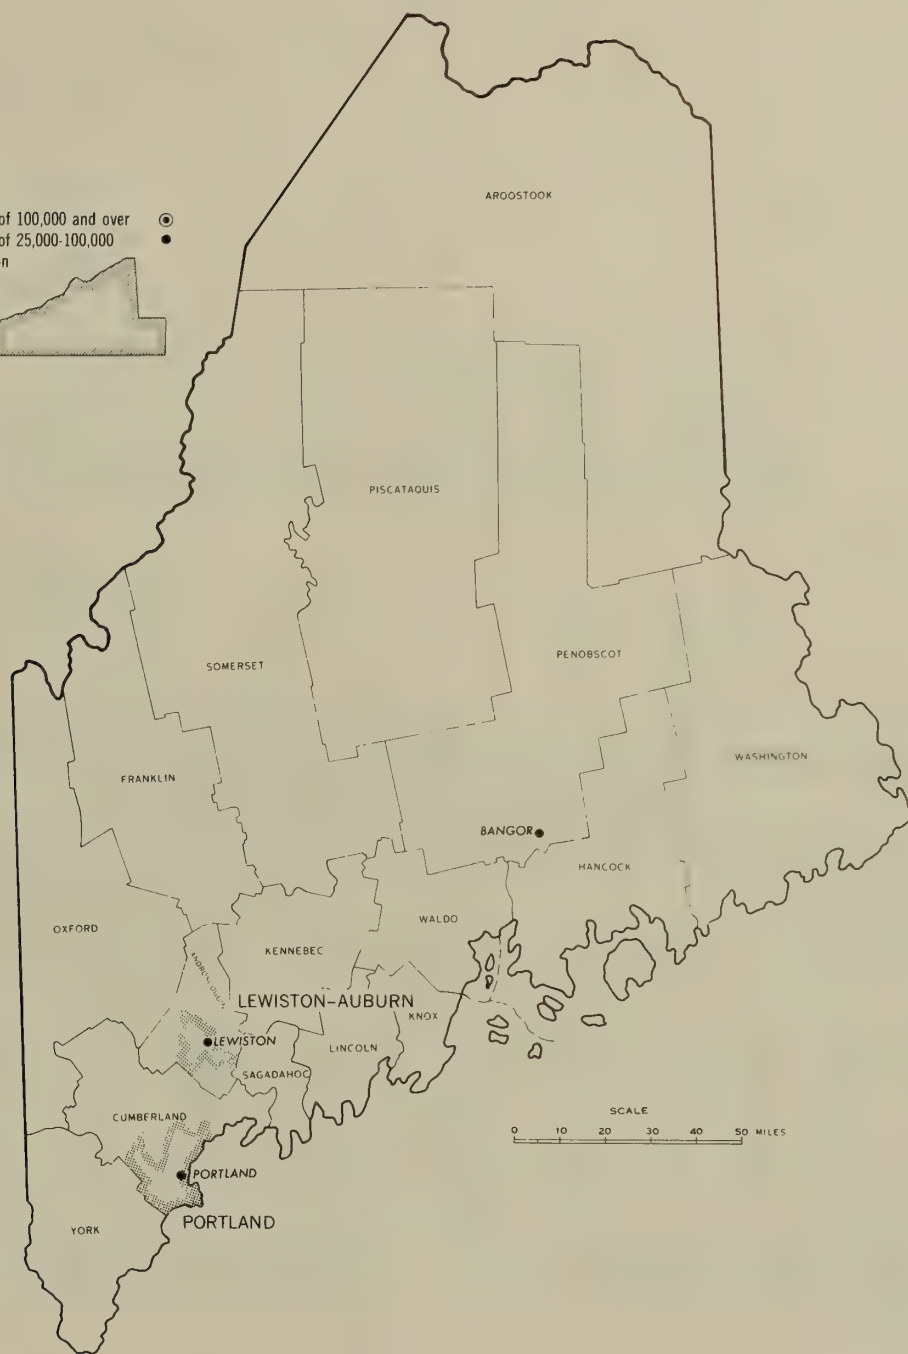 of 100,000 and over
of 25,000-100,000
n
AROOSTOOK
PISCATAQUIS
SOMERSET
PENOBSCOT
FRANKLIN
WASHINGTON
BANGOR
HANCOCK
OXFORD
WALDO
KENNEBEC
LEWISTON-AUBURN
KNOX
LEWISTON
LINCOLN
SAGADAHOC
CUMBERLAND
SCALE
0 10 20 30 40 50 MILES
PORTLAND
PORTLAND
YORK